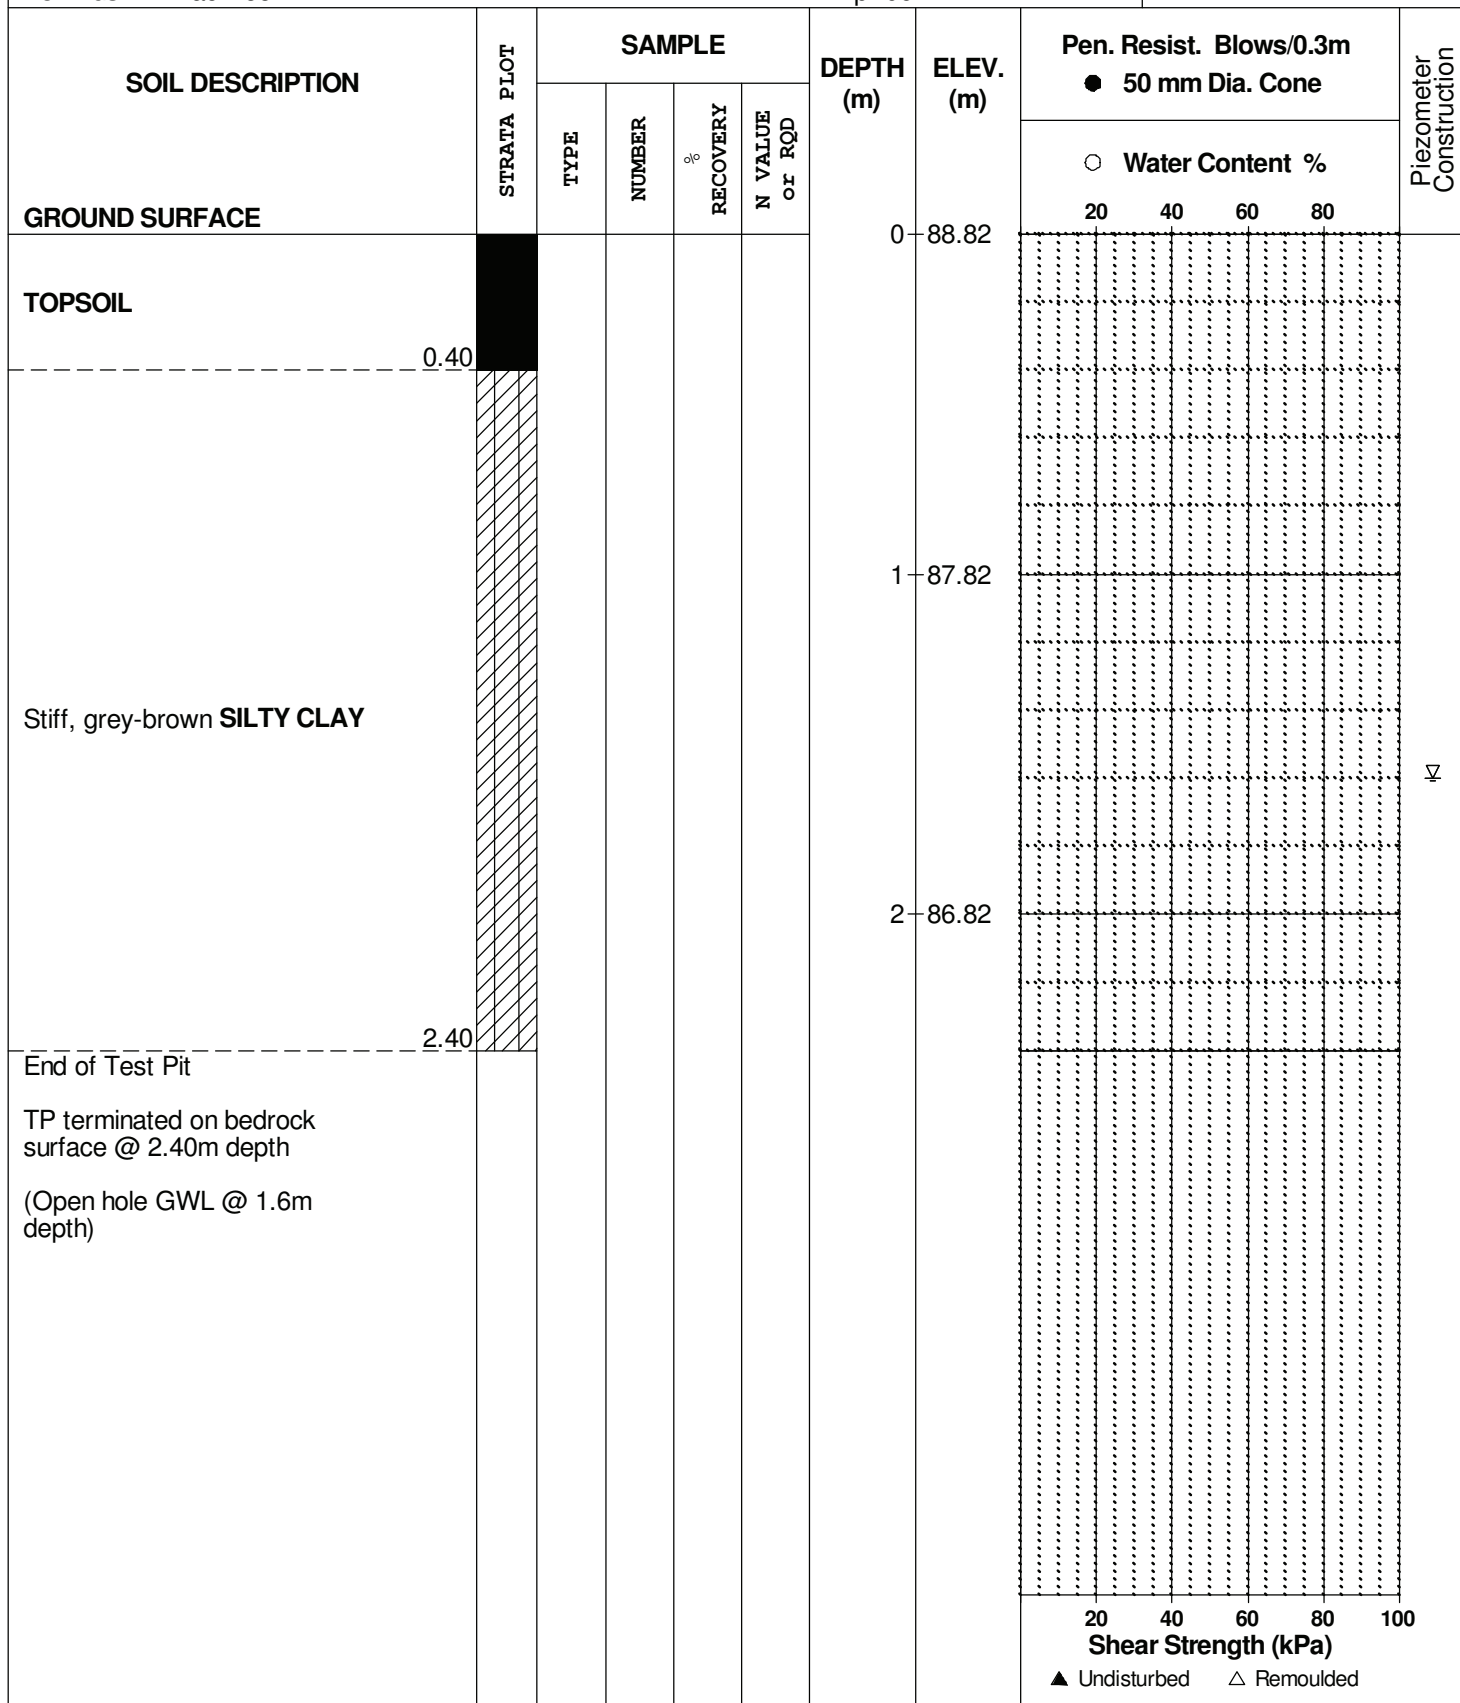 SOIL DESCRIPTION
GROUND SURFACE
STRATA PLOT
SAMPLE
TYPE
NUMBER
%
RECOVERY
N VALUE
or RQD
DEPTH
(m)
ELEV.
(m)
Pen. Resist. Blows/0.3m
● 50 mm Dia. Cone
○ Water Content %
20 40 60 80
Piezometer
Construction
0 88.82
TOPSOIL
0.40
1 87.82
Stiff, grey-brown SILTY CLAY
2 86.82
2.40
End of Test Pit
TP terminated on bedrock
surface @ 2.40m depth
(Open hole GWL @ 1.6m
depth)
20 40 60 80 100
Shear Strength (kPa)
▲ Undisturbed △ Remoulded